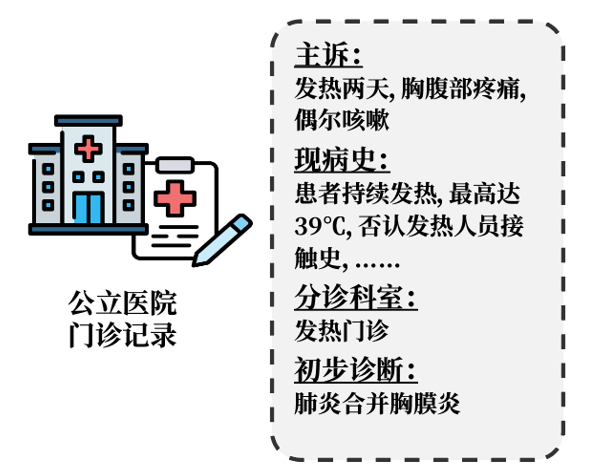 公立医院
门诊记录
主诉:
发热两天, 胸腹部疼痛,
偶尔咳嗽
现病史:
患者持续发热, 最高达
39℃, 否认发热人员接
触史, ……
分诊科室:
发热门诊
初步诊断:
肺炎合并胸膜炎